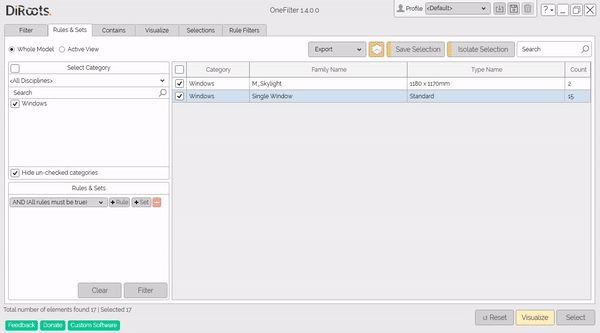 DiRoots.
OneFilter 1.4.0.0
Profile <Default>
?
Filter Rules & Sets Contains Visualize Selections Rule Filters
Whole Model Active View
Export Save Selection Isolate Selection Search
Select Category
<All Disciplines>
Search
Windows
Hide un-checked categories
Category Family Name Type Name Count
Windows M_Skylight 1180 x 1170mm 2
Windows Single Window Standard 15
Rules & Sets
AND (All rules must be true) +Rule +Set
Clear Filter
Total number of elements found 17 | Selected 17
Feedback Donate Custom Software
Reset Visualize Select